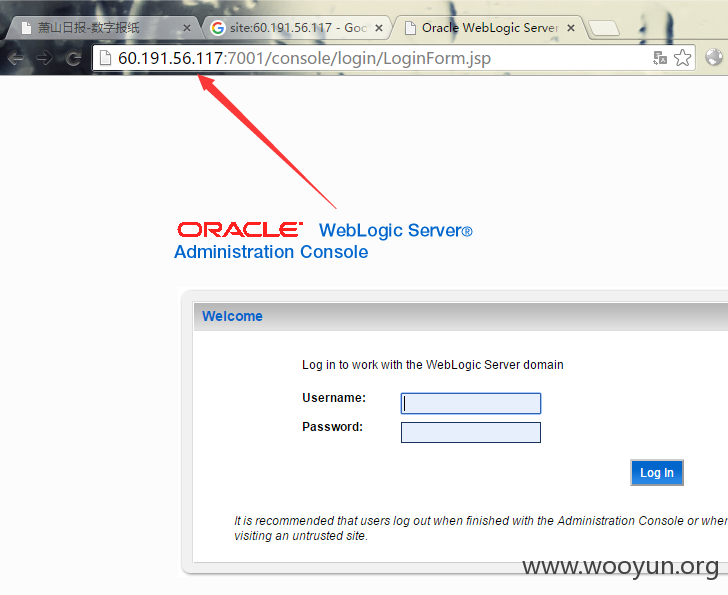 萧山日报-数字报纸
site:60.191.56.117 - Goo
Oracle WebLogic Server
60.191.56.117:7001/console/login/LoginForm.jsp
ORACLE WebLogic Server®
Administration Console
Welcome
Log in to work with the WebLogic Server domain
Username:
Password:
Log In
It is recommended that users log out when finished with the Administration Console or when
visiting an untrusted site.
www.wooyun.org